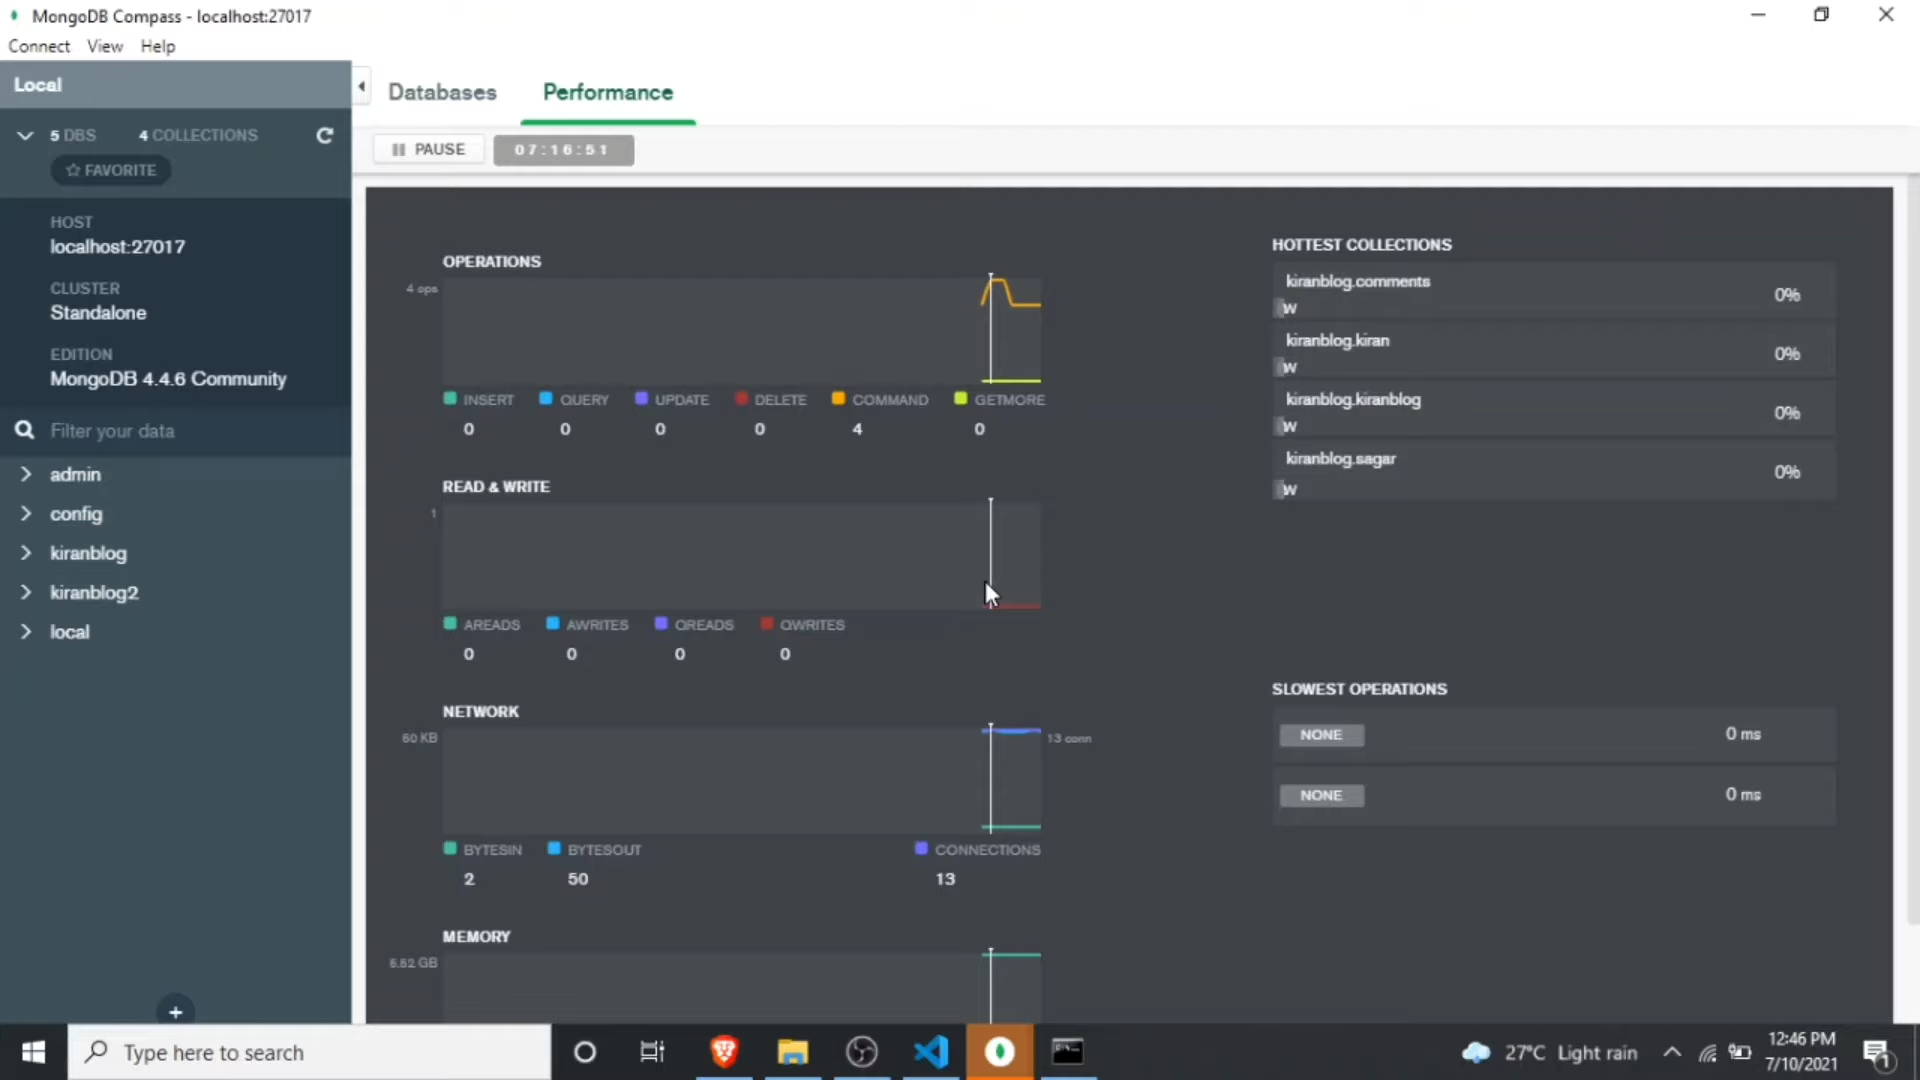 MongoDB Compass - localhost:27017
Connect View Help
Local
5 DBS 4 COLLECTIONS
FAVORITE
HOST
localhost:27017
CLUSTER
Standalone
EDITION
MongoDB 4.4.6 Community
Filter your data
admin
config
kiranblog
kiranblog2
local
Databases Performance
PAUSE 07:16:51
OPERATIONS
4 ops
INSERT QUERY UPDATE DELETE COMMAND GETMORE
0 0 0 0 4 0
READ & WRITE
1
AREADS AWRITES QREADS QWRITES
0 0 0 0
NETWORK
50 KB 13 conn
BYTESIN BYTESOUT CONNECTIONS
2 50 13
MEMORY
5.52 GB
HOTTEST COLLECTIONS
kiranblog.comments 0%
W
kiranblog.kiran 0%
W
kiranblog.kiranblog 0%
W
kiranblog.sagar 0%
W
SLOWEST OPERATIONS
NONE 0 ms
NONE 0 ms
Type here to search
27°C Light rain
12:46 PM
7/10/2021
1